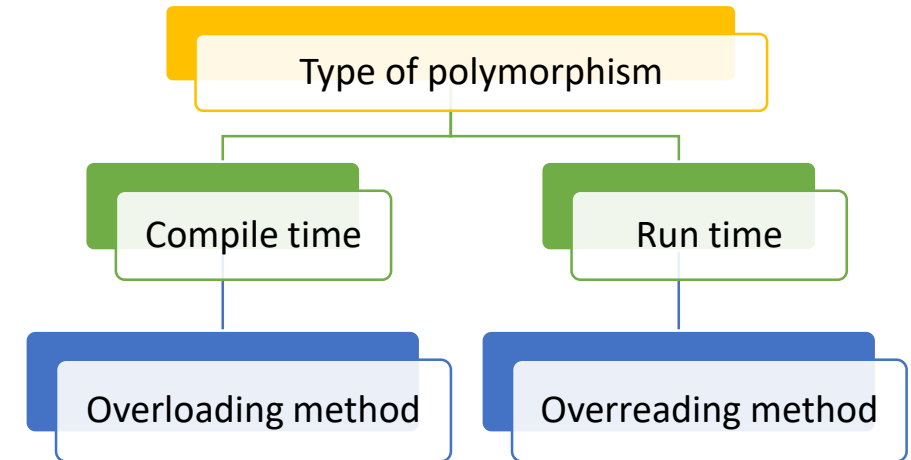 Type of polymorphism
Compile time
Run time
Overloading method
Overreading method